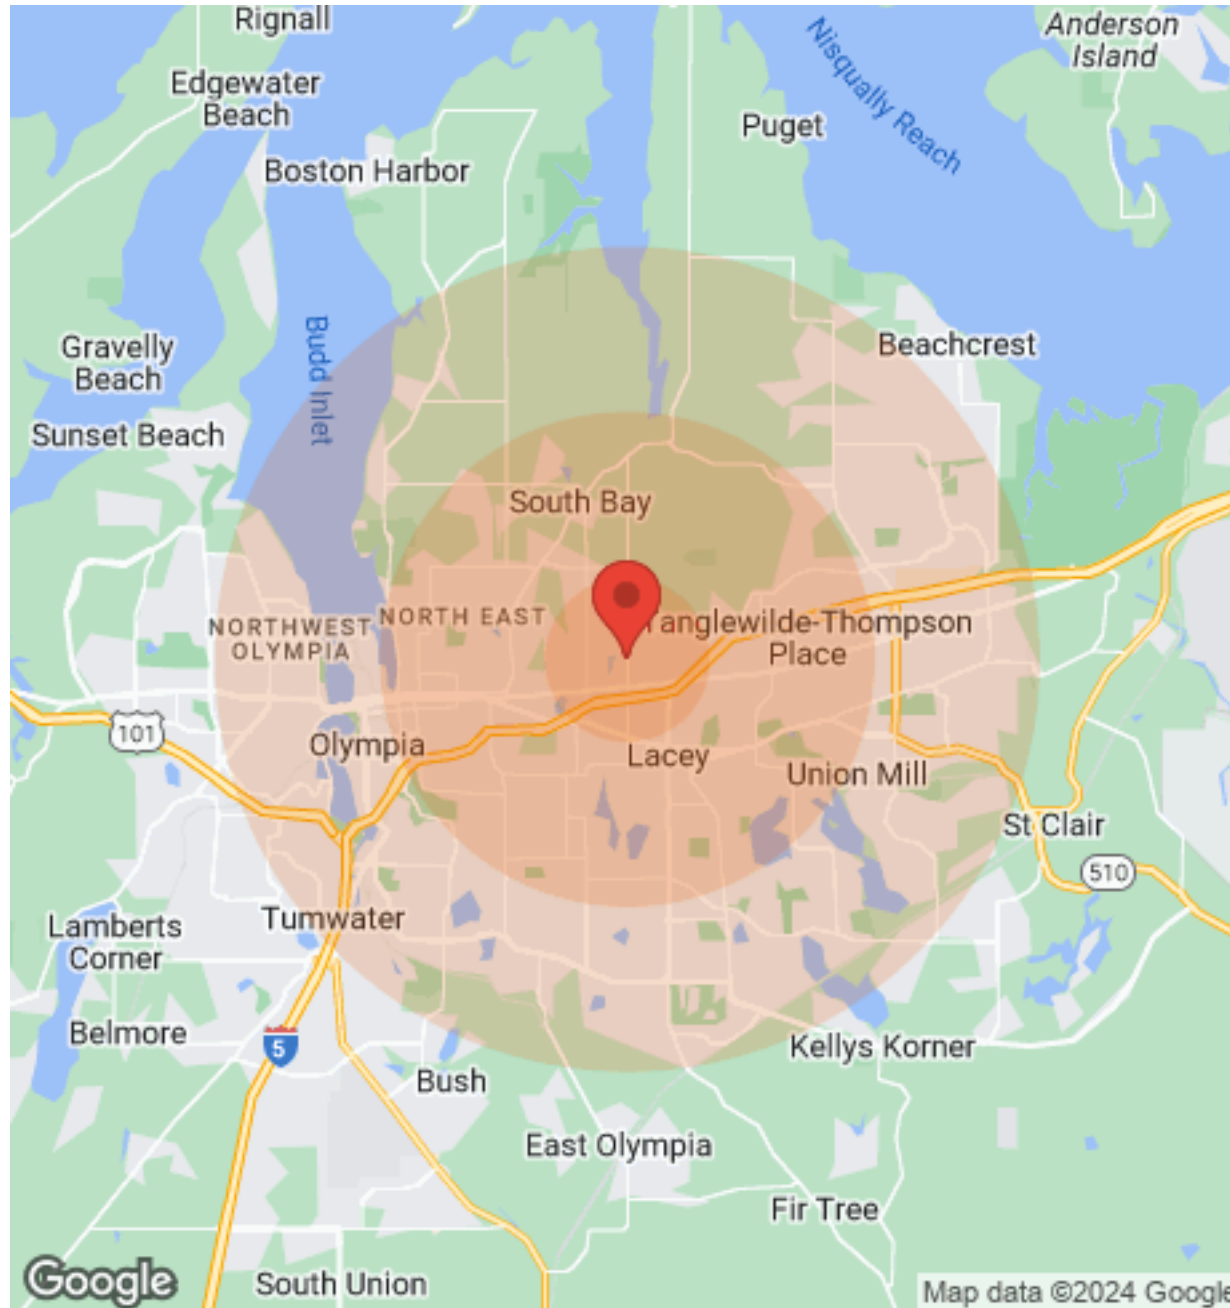 Rignall
Anderson
Island
Edgewater
Beach
Nisqually Reach
Puget
Boston Harbor
Gravelly
Beach
Budd Inlet
Beachcrest
Sunset Beach
South Bay
NORTH EAST
NORTHWEST
OLYMPIA
Tanglewilde-Thompson
Place
101
Olympia
Lacey
Union Mill
St Clair
510
Tumwater
Lamberts
Corner
Belmore
5
Kellys Korner
Bush
East Olympia
Fir Tree
South Union
Google
Map data ©2024 Google